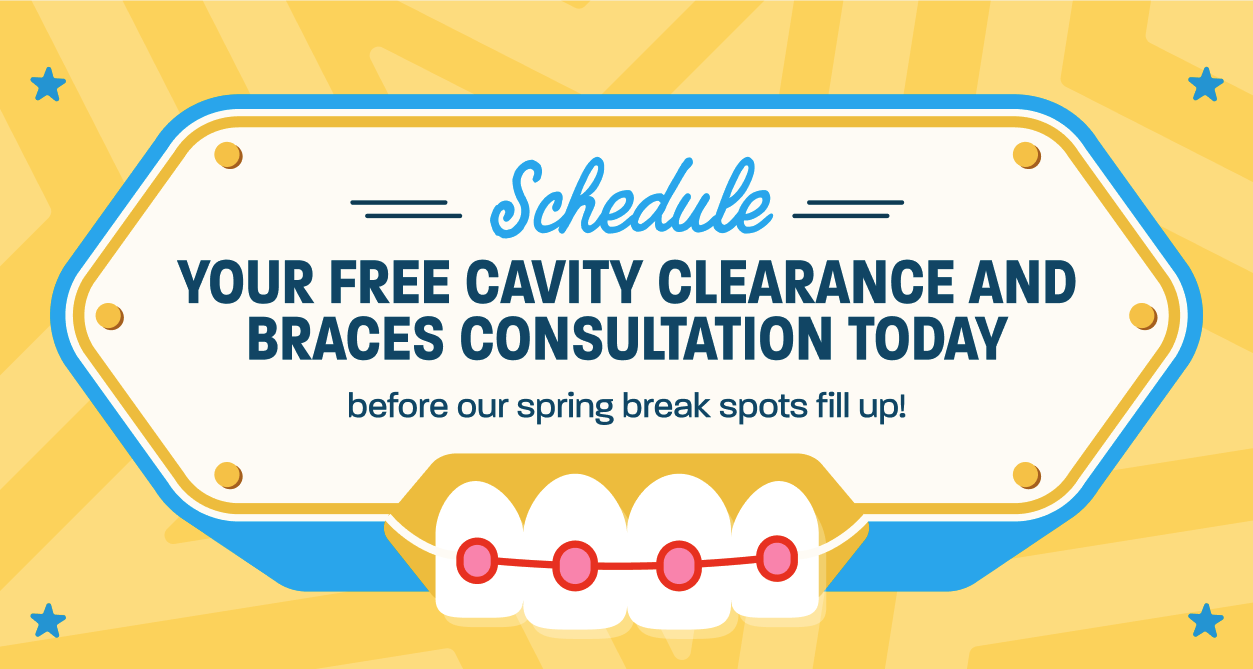 Schedule
YOUR FREE CAVITY CLEARANCE AND
BRACES CONSULTATION TODAY
before our spring break spots fill up!